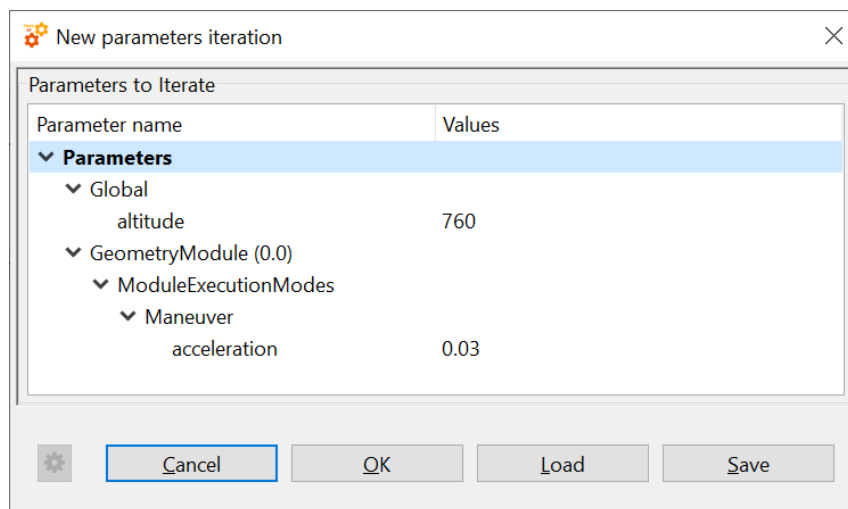 New parameters iteration
Parameters to Iterate
Parameter name Values
Parameters
Global
altitude 760
GeometryModule (0.0)
ModuleExecutionModes
Maneuver
acceleration 0.03
Cancel OK Load Save